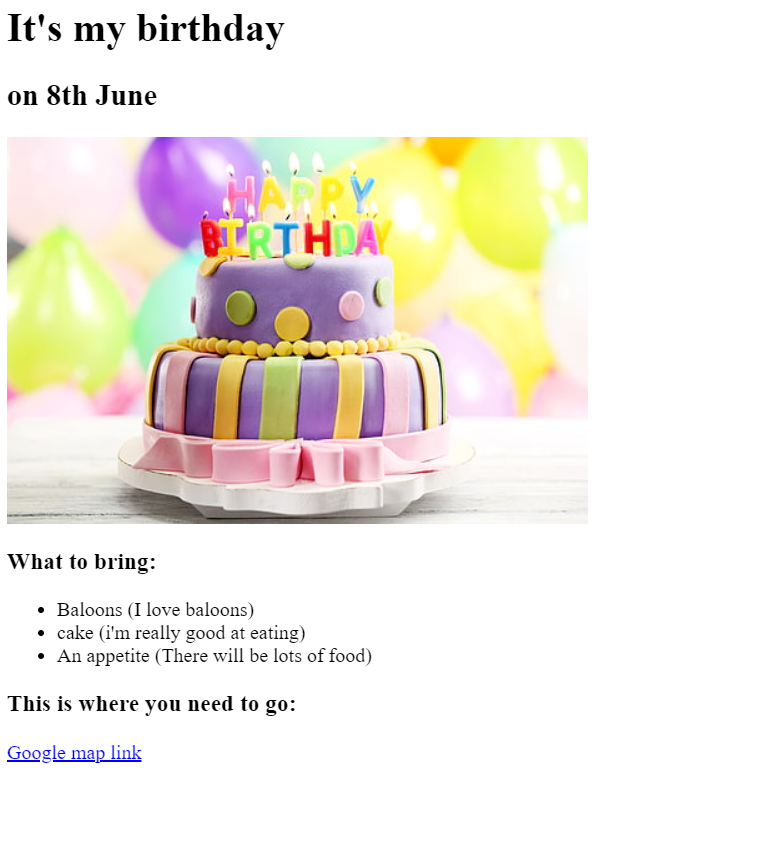 It's my birthday
on 8th June
HAPPY
BIRTHDAY
What to bring:
Baloons (I love baloons)
cake (i'm really good at eating)
An appetite (There will be lots of food)
This is where you need to go:
Google map link